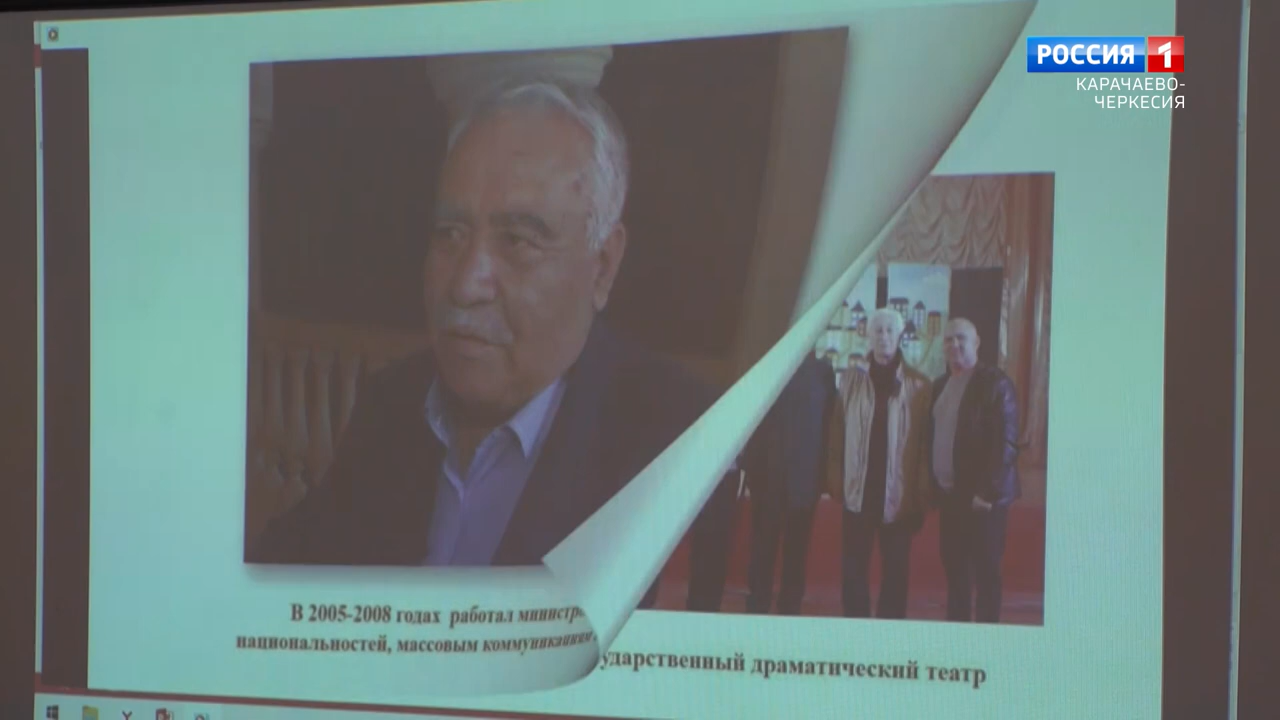 РОССИЯ 1
КАРАЧАЕВО-
ЧЕРКЕСИЯ
В 2005-2008 годах работал министр
национальностей, массовым коммуникациям
ударственный драматический театр